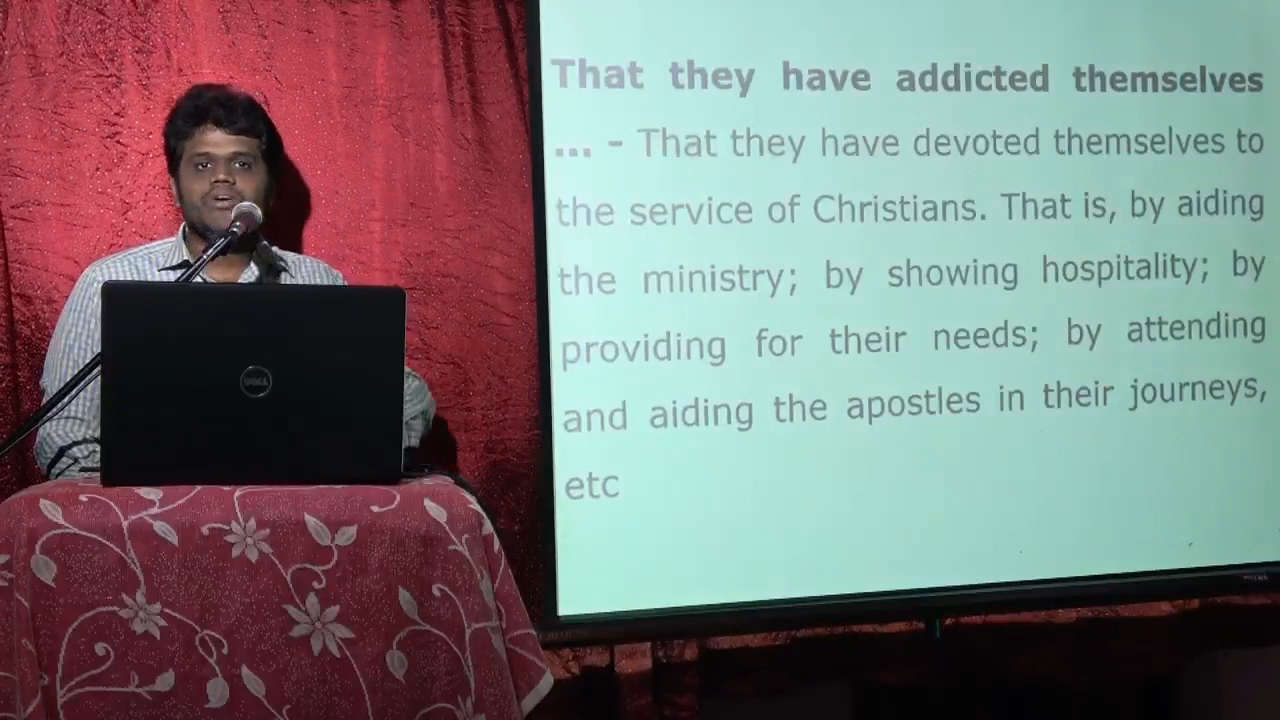 That they have addicted themselves
... - That they have devoted themselves to
the service of Christians. That is, by aiding
the ministry; by showing hospitality; by
providing for their needs; by attending
and aiding the apostles in their journeys,
etc
DELL